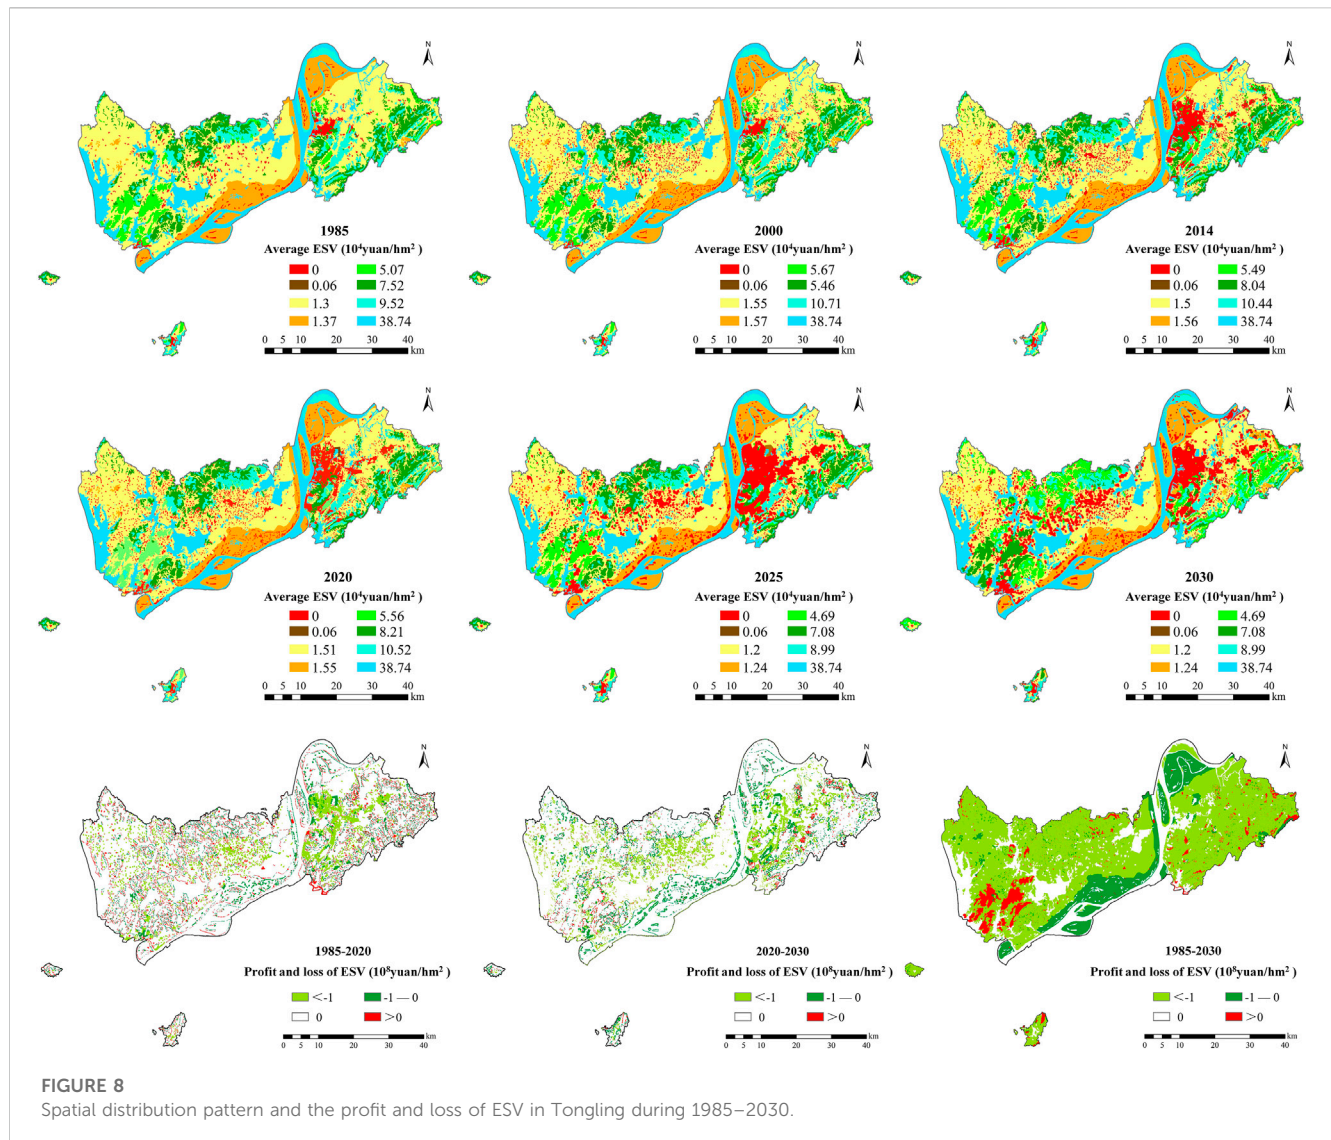 N
N
N
1985
2000
2014
Average ESV (10⁴yuan/hm² )
Average ESV (10⁴yuan/hm² )
Average ESV (10⁴yuan/hm² )
0 5.07
0 5.67
0 5.49
0.06 7.52
0.06 5.46
0.06 8.04
1.3 9.52
1.55 10.71
1.5 10.44
1.37 38.74
1.57 38.74
1.56 38.74
0 5 10 20 30 40
0 5 10 20 30 40
0 5 10 20 30 40
km
km
km
N
N
N
2020
2025
2030
Average ESV (10⁴yuan/hm² )
Average ESV (10⁴yuan/hm² )
Average ESV (10⁴yuan/hm² )
0 5.56
0 4.69
0 4.69
0.06 8.21
0.06 7.08
0.06 7.08
1.51 10.52
1.2 8.99
1.2 8.99
1.55 38.74
1.24 38.74
1.24 38.74
0 5 10 20 30 40
0 5 10 20 30 40
0 5 10 20 30 40
km
km
km
N
N
N
1985-2020
2020-2030
1985-2030
Profit and loss of ESV (10⁸yuan/hm² )
Profit and loss of ESV (10⁸yuan/hm² )
Profit and loss of ESV (10⁸yuan/hm² )
＜-1 -1 — 0
＜-1 -1 — 0
＜-1 -1 — 0
0 ＞0
0 ＞0
0 ＞0
km
km
km
0 5 10 20 30 40
0 5 10 20 30 40
0 5 10 20 30 40
FIGURE 8
Spatial distribution pattern and the profit and loss of ESV in Tongling during 1985–2030.